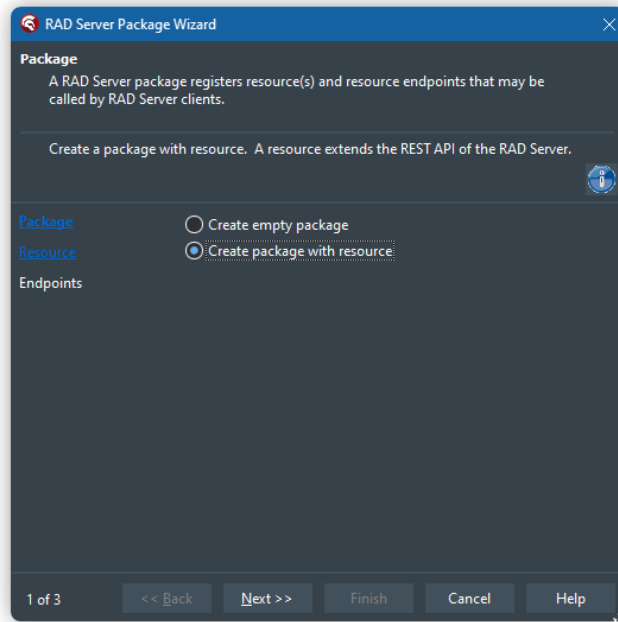 RAD Server Package Wizard
Package
A RAD Server package registers resource(s) and resource endpoints that may be
called by RAD Server clients.
Create a package with resource.  A resource extends the REST API of the RAD Server.
Package
Create empty package
Resource
Create package with resource
Endpoints
1 of 3
<< Back
Next >>
Finish
Cancel
Help